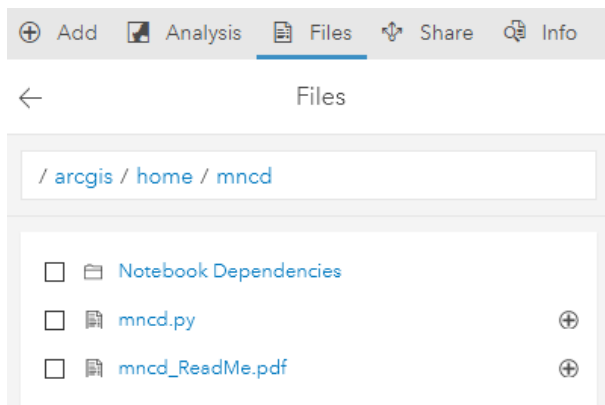 Add Analysis Files Share Info
Files
/ arcgis / home / mncd
Notebook Dependencies
mncd.py
mncd_ReadMe.pdf